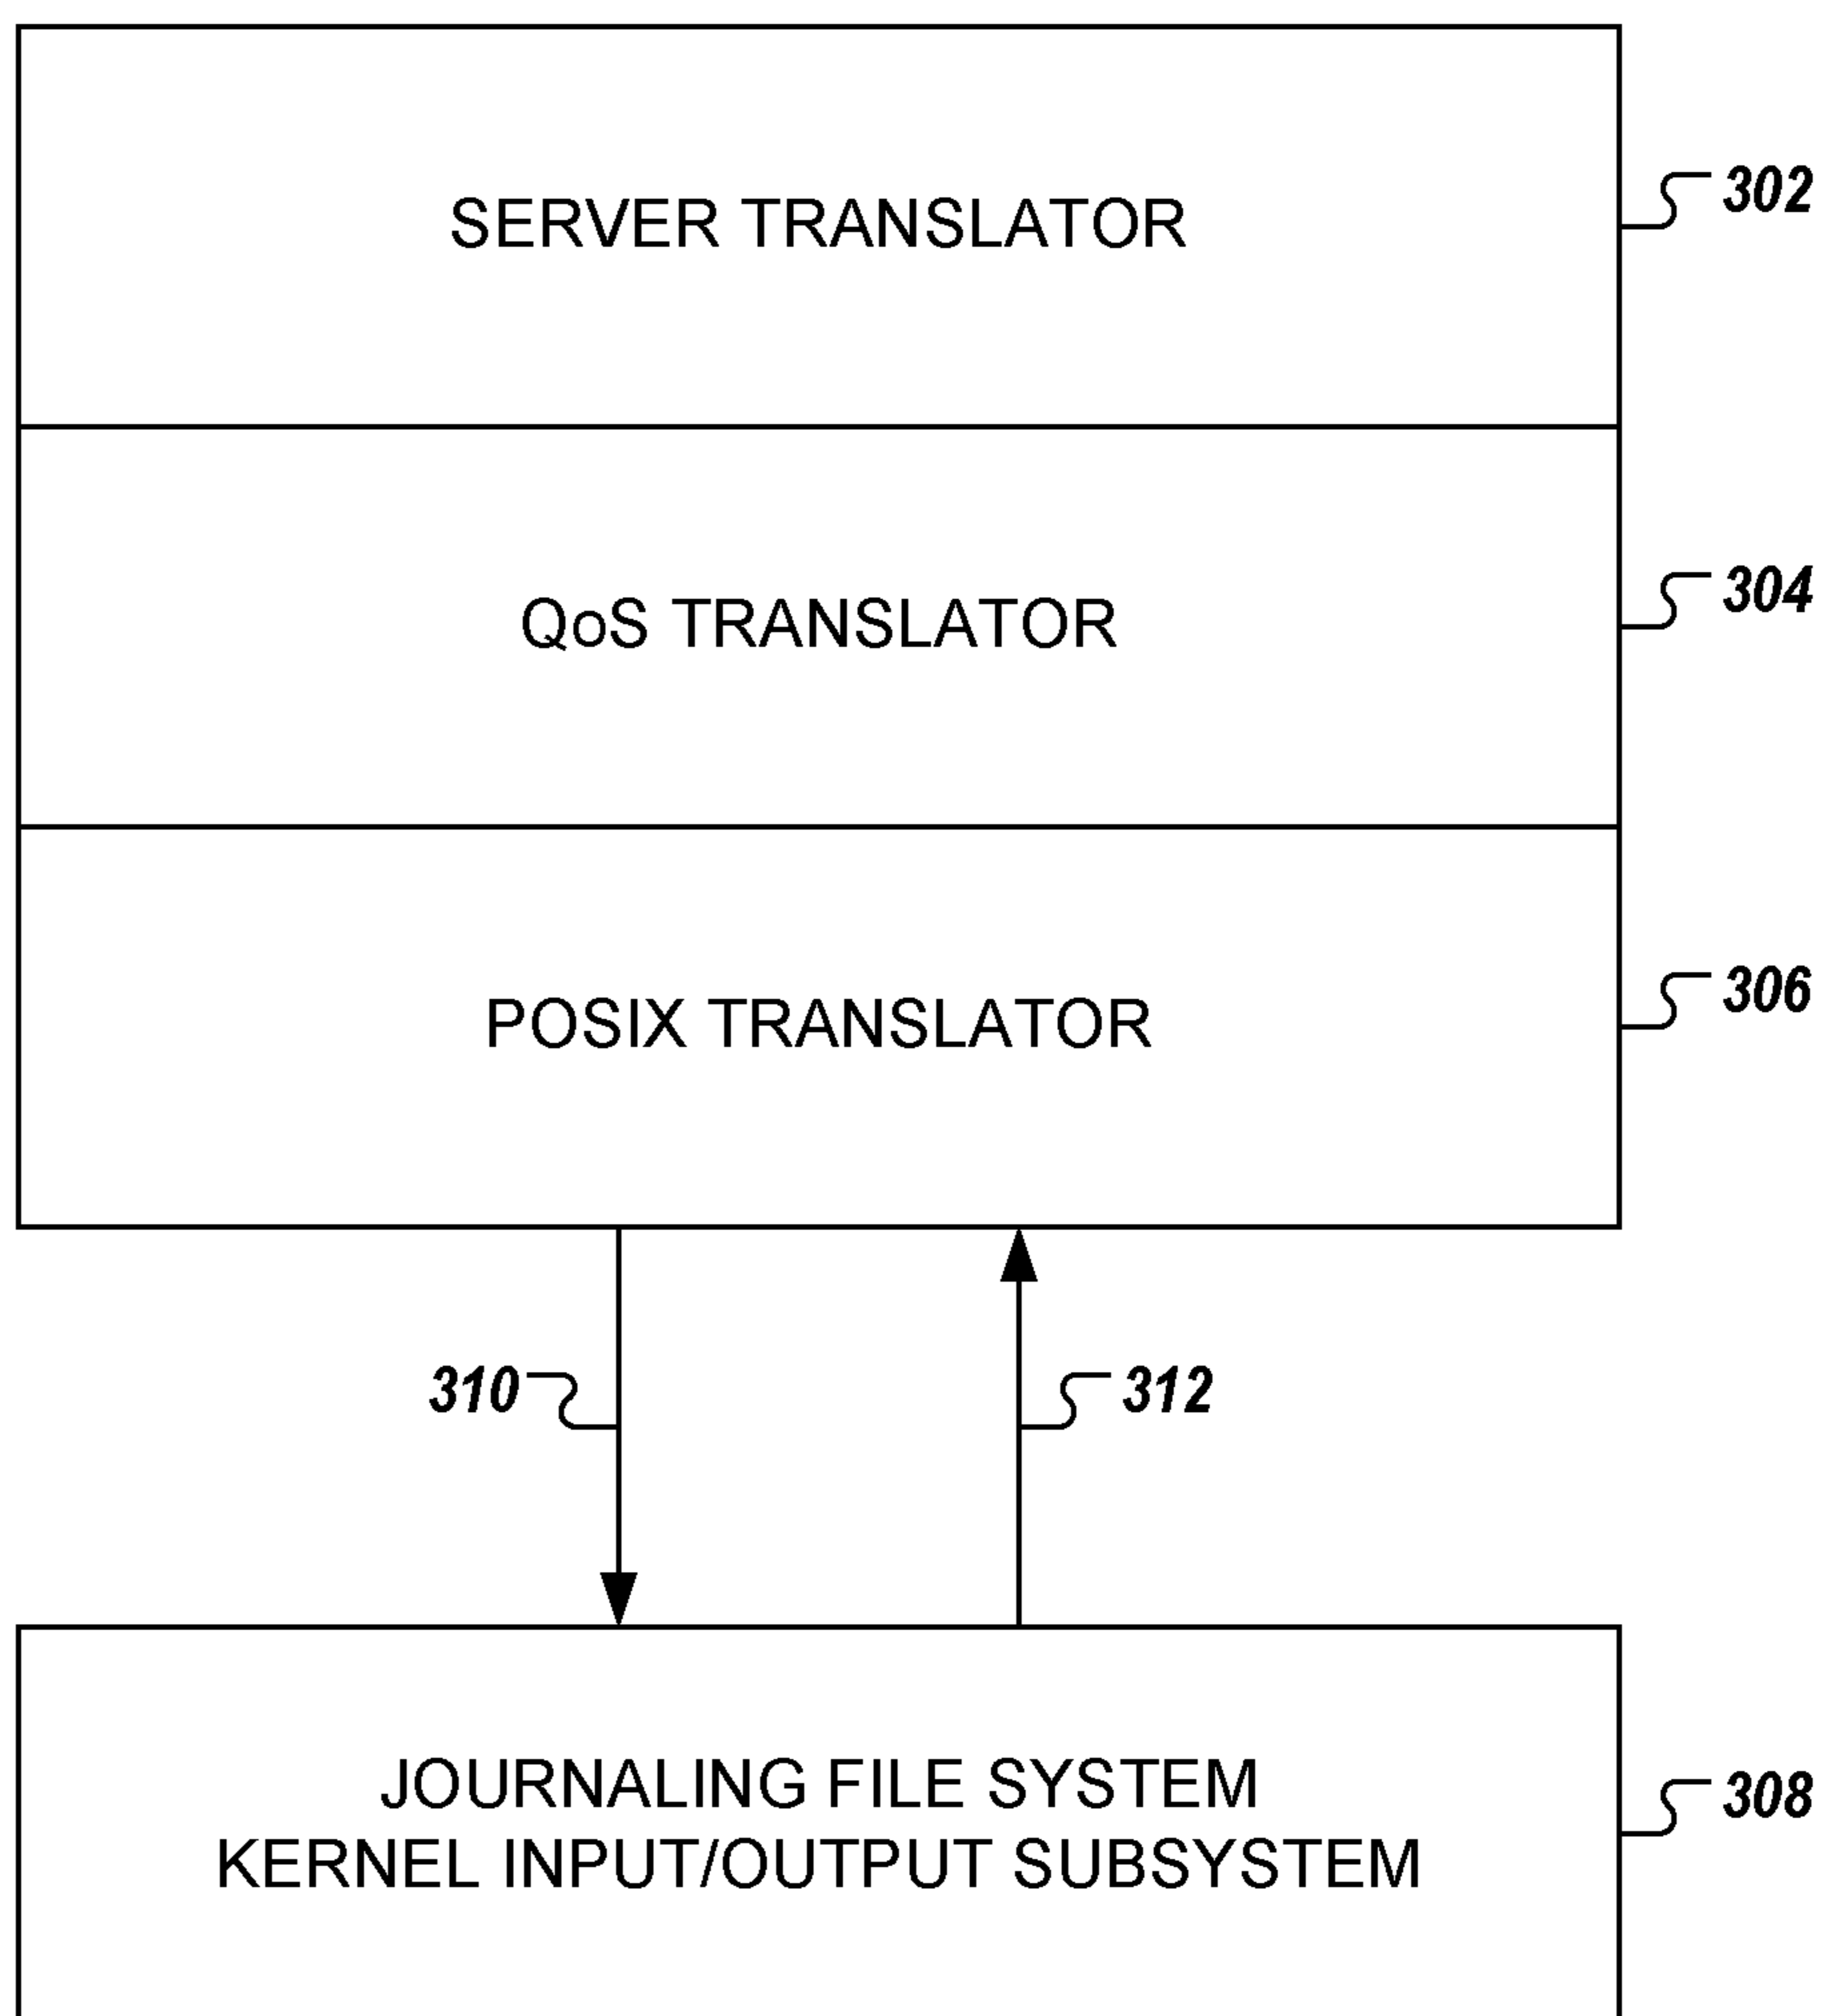 SERVER TRANSLATOR
302
QoS TRANSLATOR
304
POSIX TRANSLATOR
306
310
312
JOURNALING FILE SYSTEM
KERNEL INPUT/OUTPUT SUBSYSTEM
308